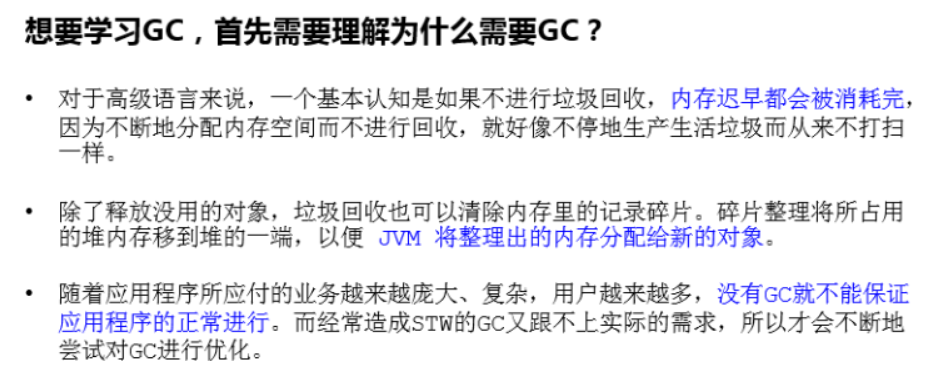 想要学习GC，首先需要理解为什么需要GC？
• 对于高级语言来说，一个基本认知是如果不进行垃圾回收，内存迟早都会被消耗完，
因为不断地分配内存空间而不进行回收，就好像不停地生产生活垃圾而从来不打扫
一样。
• 除了释放没用的对象，垃圾回收也可以清除内存里的记录碎片。碎片整理将所占用
的堆内存移到堆的一端，以便 JVM 将整理出的内存分配给新的对象。
• 随着应用程序所应付的业务越来越庞大、复杂，用户越来越多，没有GC就不能保证
应用程序的正常进行。而经常造成STW的GC又跟不上实际的需求，所以才会不断地
尝试对GC进行优化。